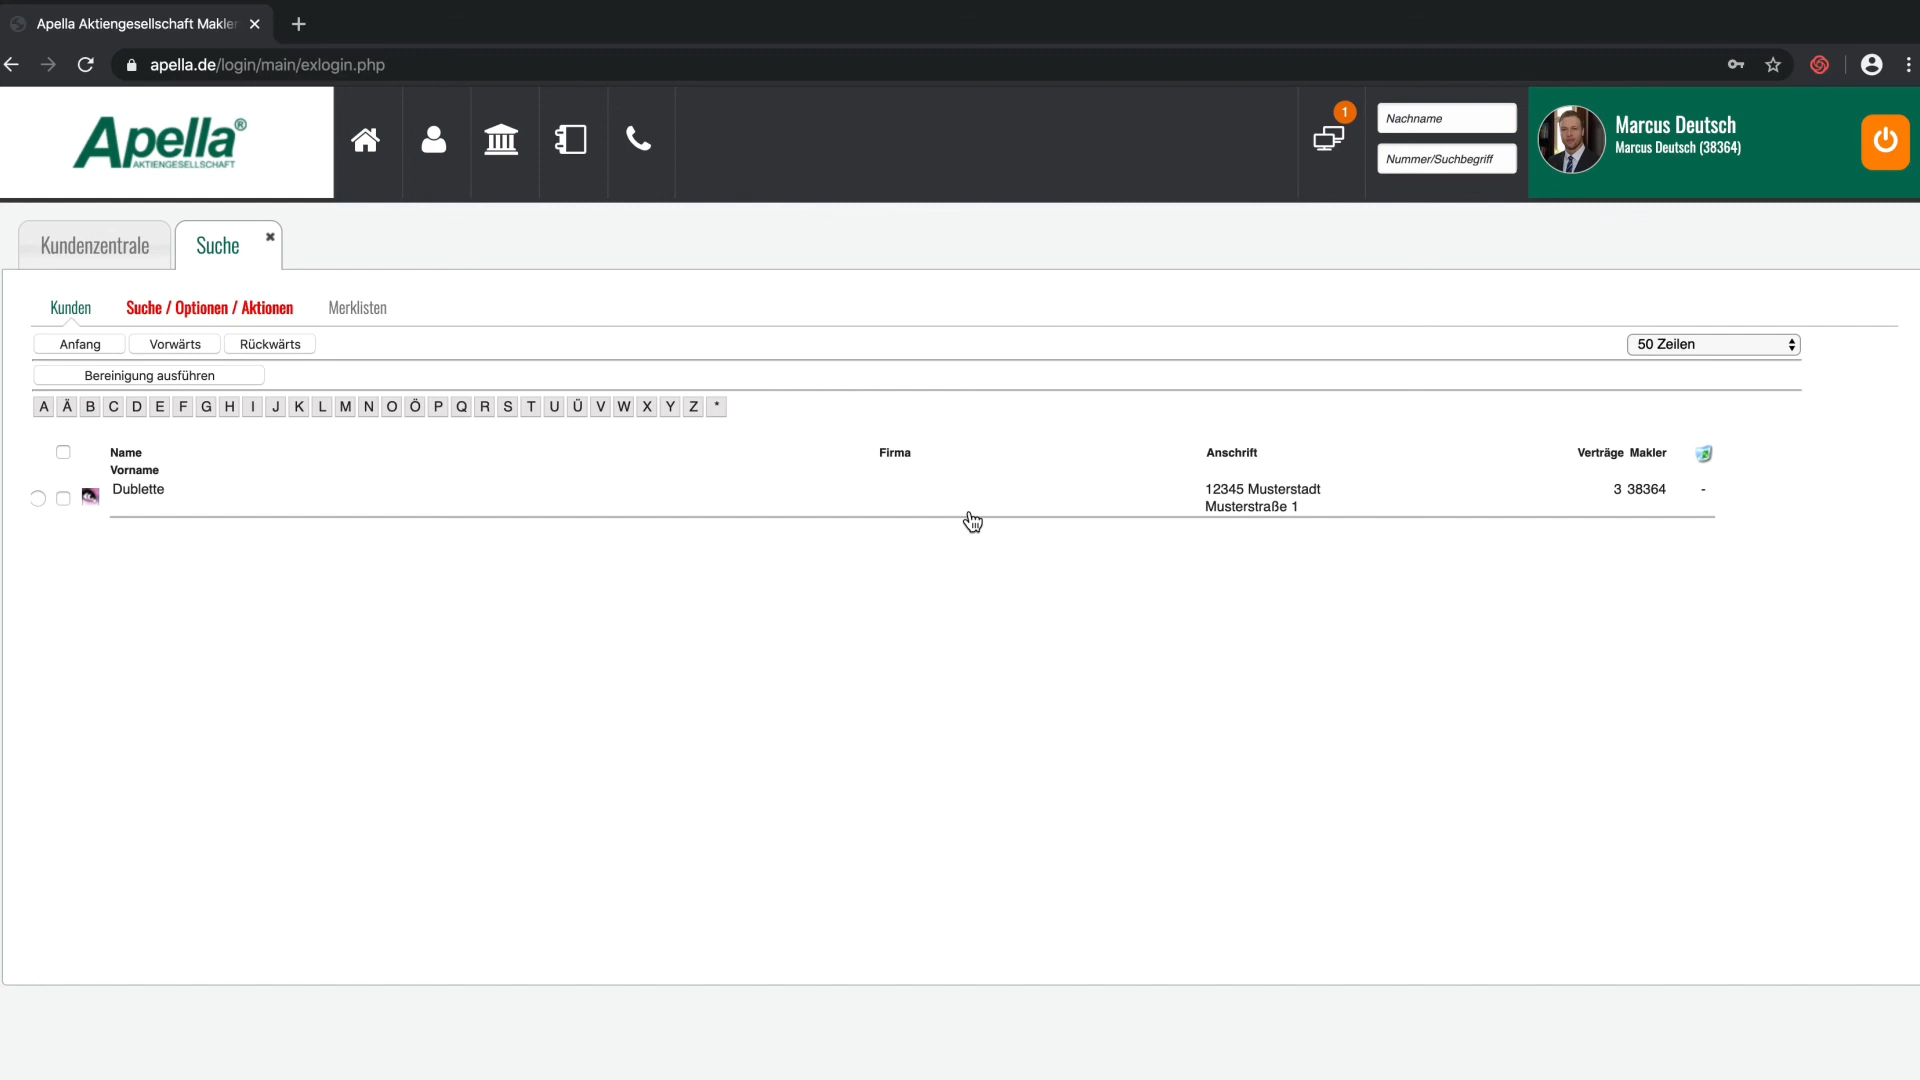 Apella Aktiengesellschaft Makler
apella.de/login/main/exlogin.php
Apella®
AKTIENGESELLSCHAFT
1
Nachname
Nummer/Suchbegriff
Marcus Deutsch
Marcus Deutsch (38364)
Kundenzentrale
Suche
Kunden
Suche / Optionen / Aktionen
Merklisten
Anfang
Vorwärts
Rückwärts
50 Zeilen
Bereinigung ausführen
A Ä B C D E F G H I J K L M N O Ö P Q R S T U Ü V W X Y Z *
Name
Vorname
Firma
Anschrift
Verträge Makler
Dublette
12345 Musterstadt
Musterstraße 1
3 38364 -